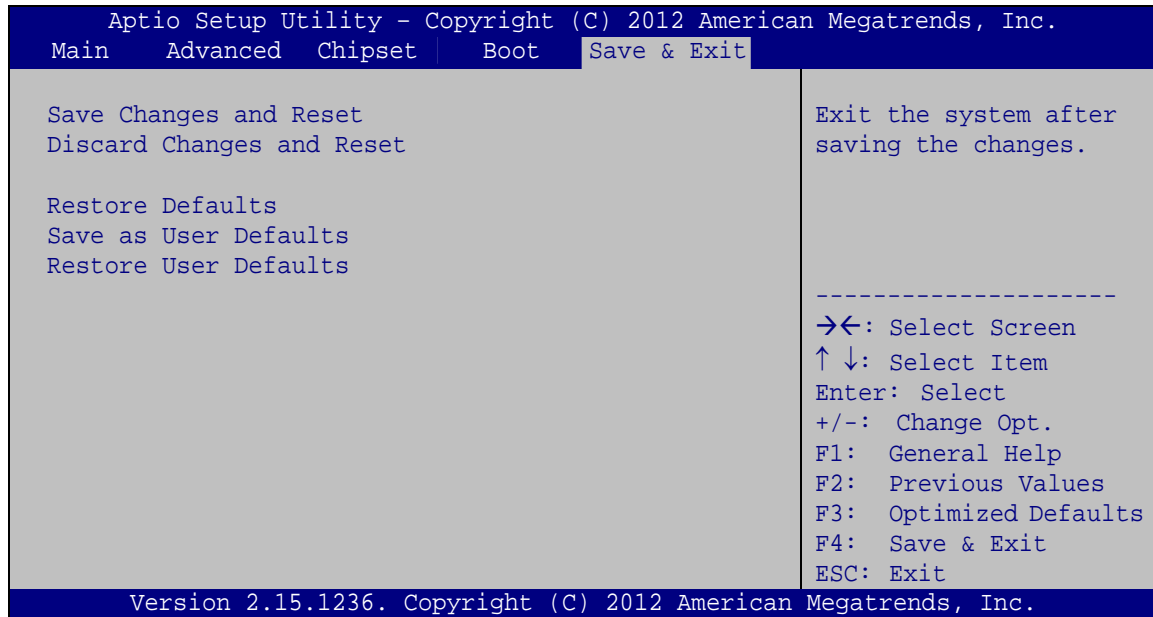 Aptio Setup Utility – Copyright (C) 2012 American Megatrends, Inc.
Main Advanced Chipset Boot Save & Exit
Save Changes and Reset
Discard Changes and Reset
Restore Defaults
Save as User Defaults
Restore User Defaults
Exit the system after
saving the changes.
---------------------
→←: Select Screen
↑ ↓: Select Item
Enter: Select
+/-: Change Opt.
F1: General Help
F2: Previous Values
F3: Optimized Defaults
F4: Save & Exit
ESC: Exit
Version 2.15.1236. Copyright (C) 2012 American Megatrends, Inc.